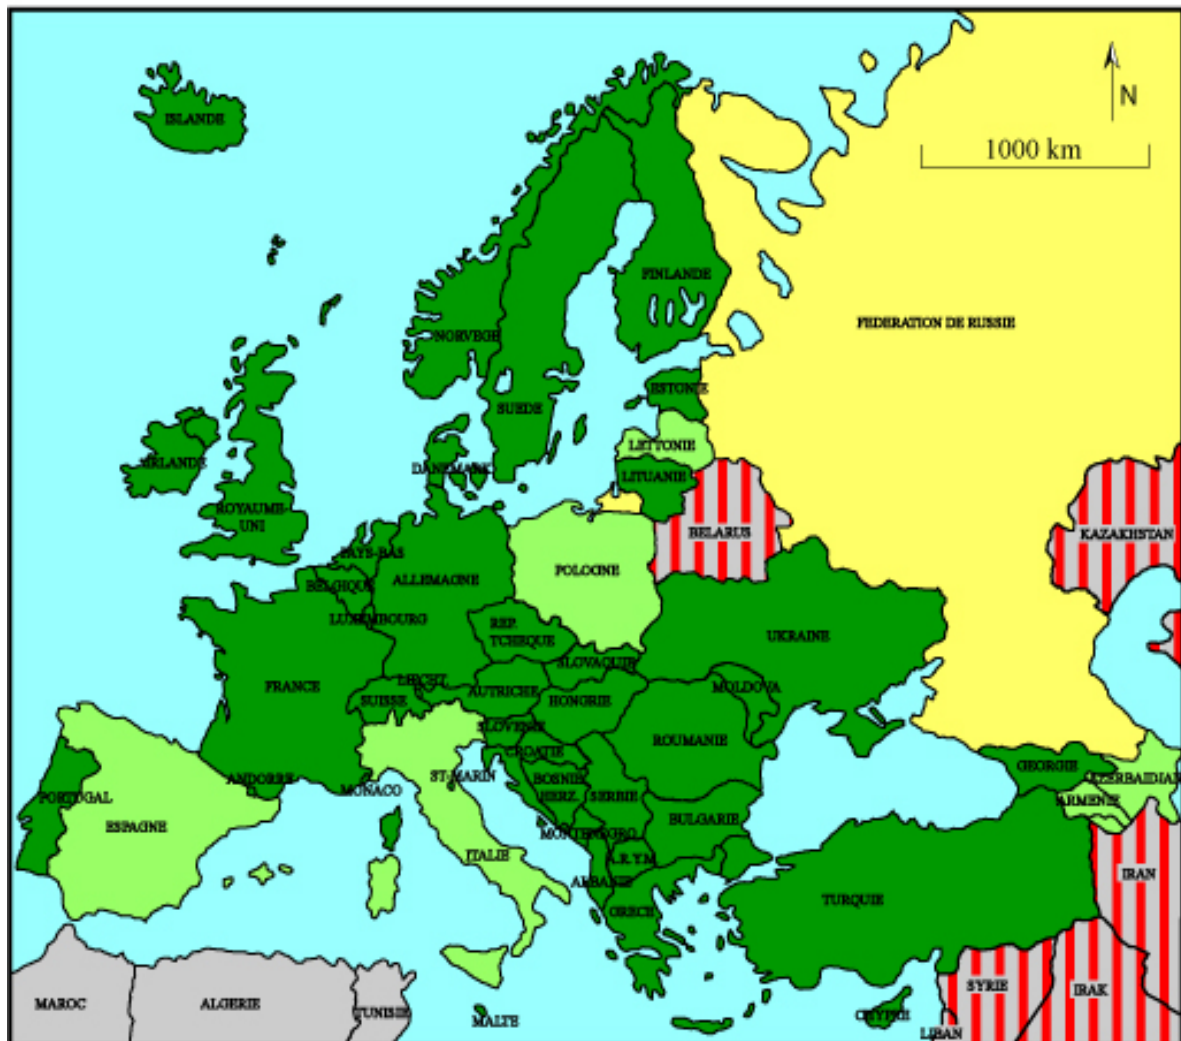 ISLANDE
N
1000 km
FINLANDE
FEDERATION DE RUSSIE
NORVEGE
ESTONIE
SUEDE
LETTONIE
IRLANDE
DANEMARK
LITUANIE
ROYAUME-
UNI
BELARUS
KAZAKHSTAN
PAYS-BAS
POLOGNE
ALLEMAGNE
BELGIQUE
LUXEMBOURG
REP.
TCHEQUE
UKRAINE
SLOVAQUIE
FRANCE
LIECHT.
AUTRICHE
MOLDOVA
SUISSE
HONGRIE
SLOVENIE
ROUMANIE
CROATIE
GEORGIE
ANDORRE
ST-MARIN
BOSNIE
HERZ.
AZERBAIDJAN
MONACO
PORTUGAL
SERBIE
ARMENIE
ESPAGNE
BULGARIE
MONTENEGRO
ITALIE
A.R.Y.M
IRAN
ALBANIE
TURQUIE
GRECE
SYRIE
IRAK
MAROC
ALGERIE
TUNISIE
CHYPRE
MALTE
LIBAN